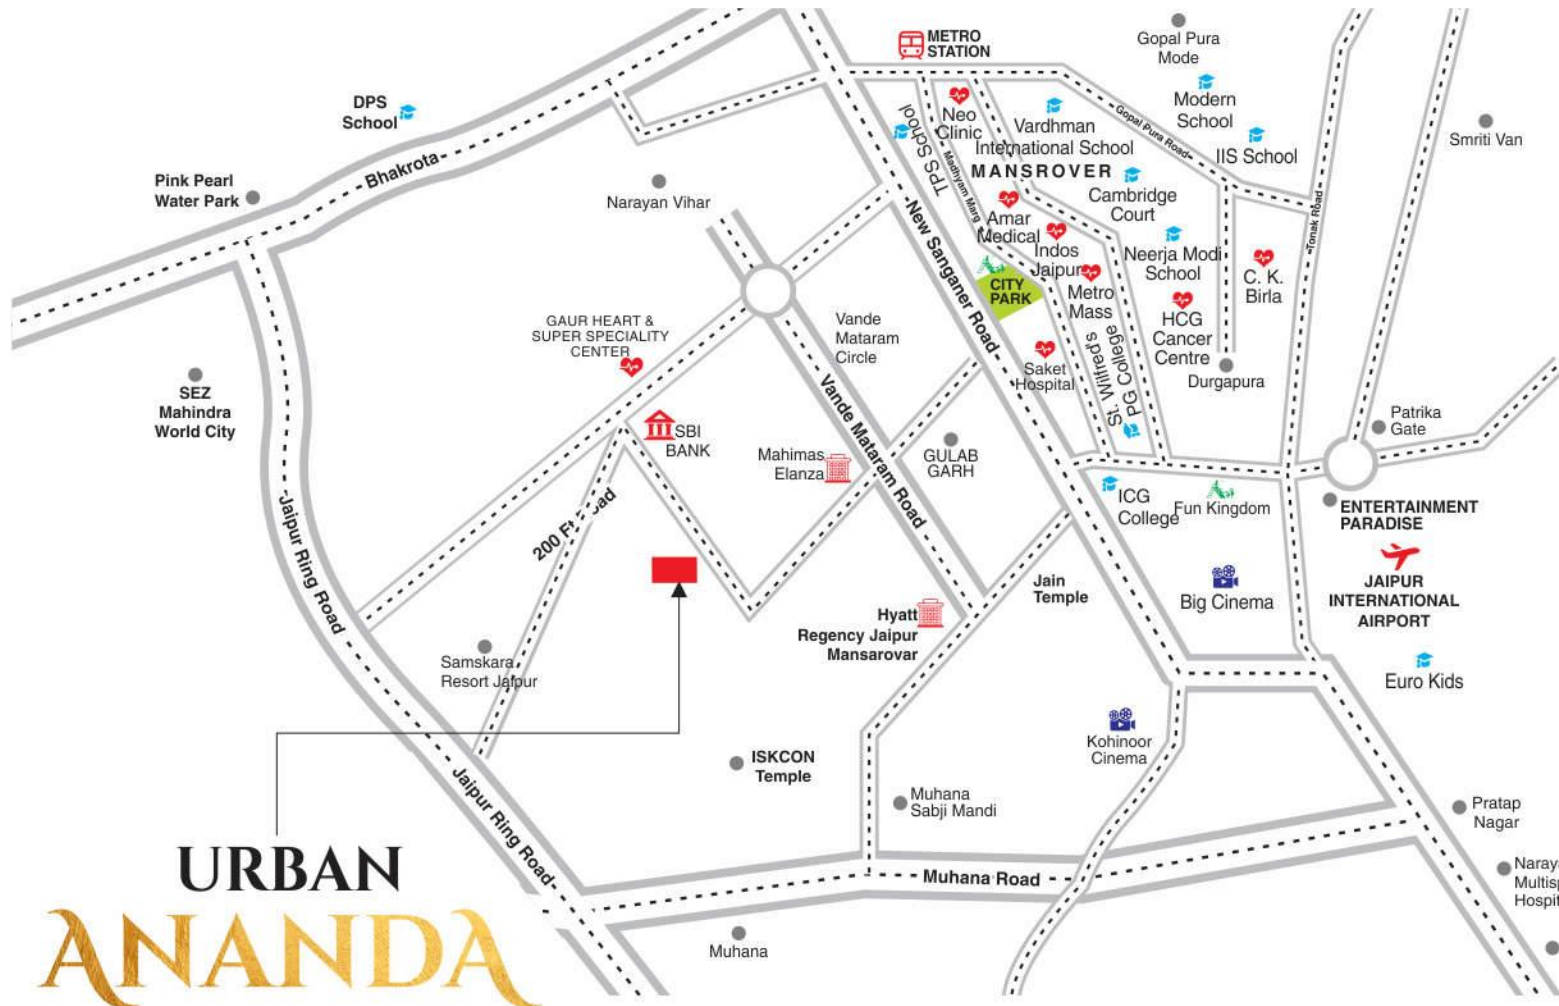 METRO
STATION
Gopal Pura
Mode
DPS
School
Modern
School
Neo
Clinic
Vardhman
International School
Gopal Pura Road
IIS School
Smriti Van
TPS School
Madhyam Marg
MANSROVER
Bhakrota
Pink Pearl
Water Park
Narayan Vihar
Cambridge
Court
Amar
Medical
Indos
Jaipur
Neerja Modi
School
Tonak Road
New Sanganer Road
CITY
PARK
Metro
Mass
C. K.
Birla
HCG
Cancer
Centre
GAUR HEART &
SUPER SPECIALITY
CENTER
Vande
Mataram
Circle
Saket
Hospital
St. Wilfred's
PG College
Durgapura
SEZ
Mahindra
World City
SBI
BANK
Vande Mataram Road
Patrika
Gate
Mahimas
Elanza
GULAB
GARH
ICG
College
Fun Kingdom
ENTERTAINMENT
PARADISE
Jaipur Ring Road
Jain
Temple
Big Cinema
JAIPUR
INTERNATIONAL
AIRPORT
Hyatt
Regency Jaipur
Mansarovar
Samskara
Resort Jaipur
Euro Kids
Kohinoor
Cinema
ISKCON
Temple
Jaipur Ring Road
Muhana
Sabji Mandi
Pratap
Nagar
Muhana Road
Muhana
URBAN
ANANDA